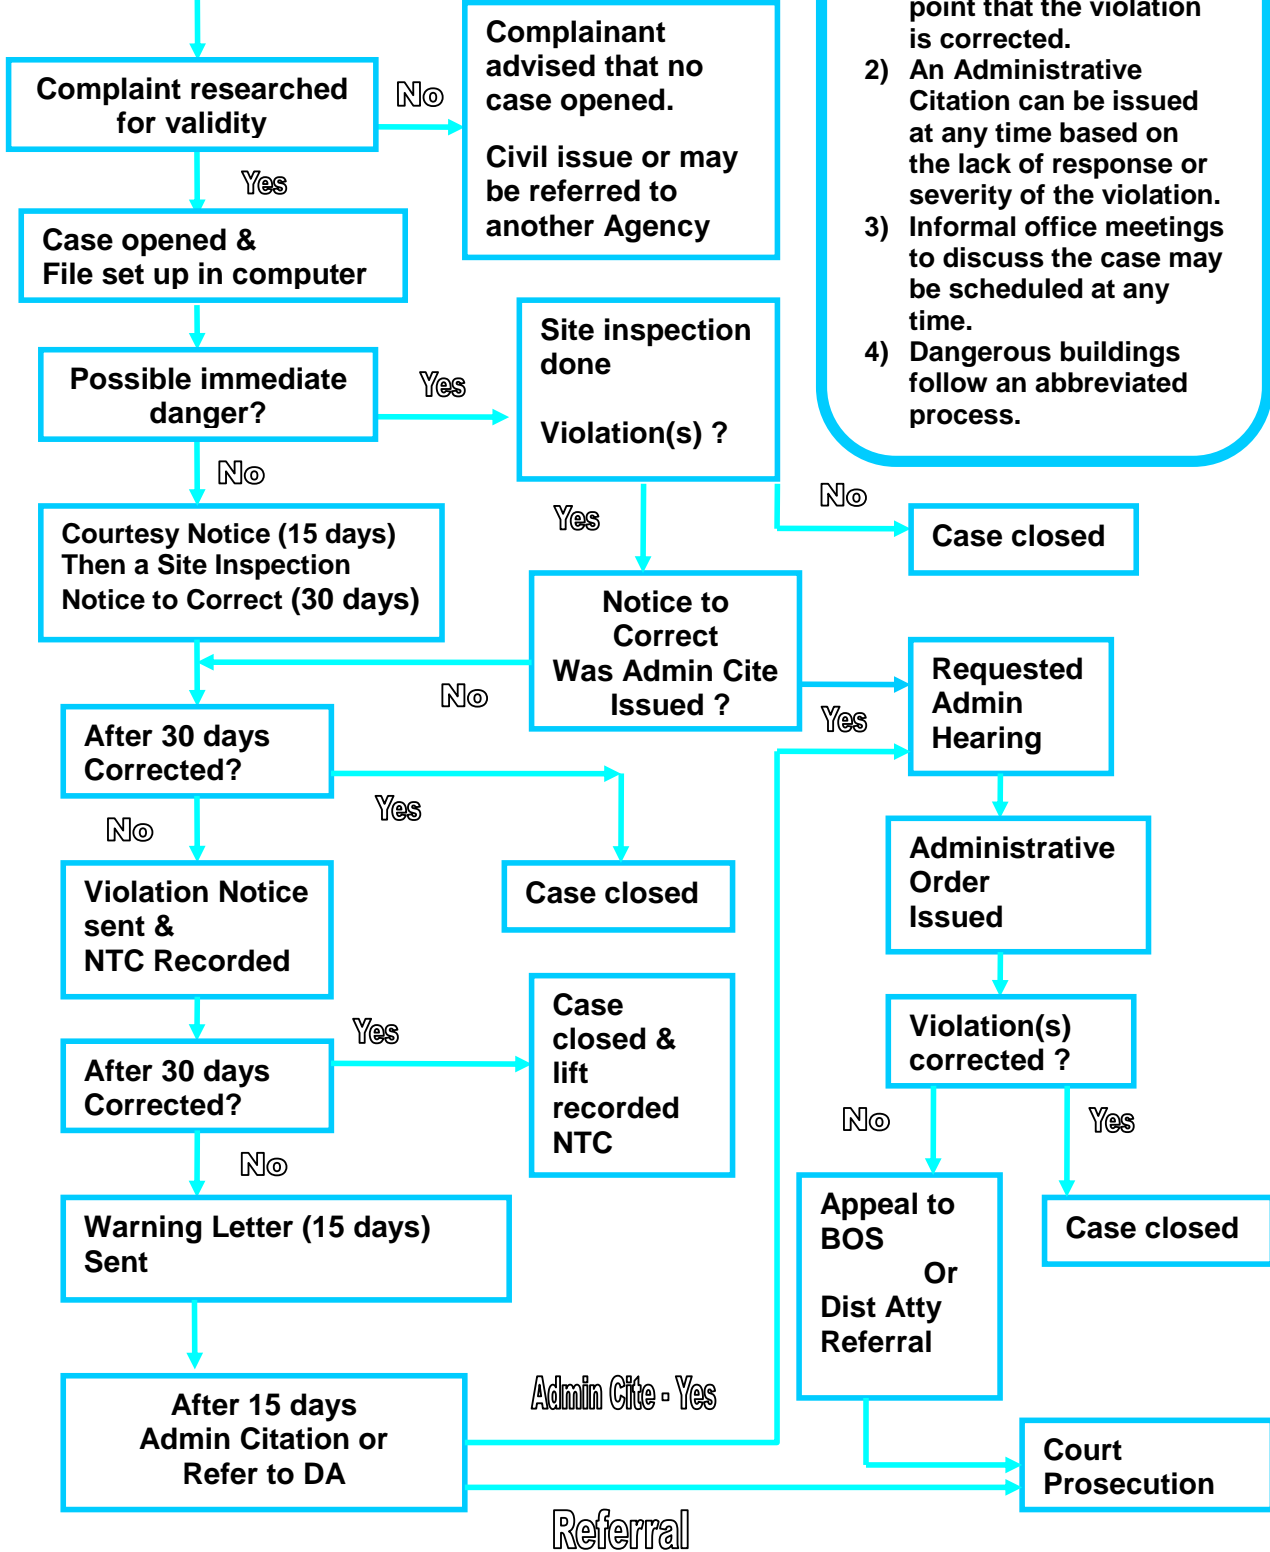 point that the violation
is corrected.
2) An Administrative
Citation can be issued
at any time based on
the lack of response or
severity of the violation.
3) Informal office meetings
to discuss the case may
be scheduled at any
time.
4) Dangerous buildings
follow an abbreviated
process.
Complaint researched
for validity
No
Complainant
advised that no
case opened.
Civil issue or may
be referred to
another Agency
Yes
Case opened &
File set up in computer
Possible immediate
danger?
Yes
Site inspection
done
Violation(s) ?
No
Case closed
No
Yes
Courtesy Notice (15 days)
Then a Site Inspection
Notice to Correct (30 days)
Notice to
Correct
Was Admin Cite
Issued ?
No
Yes
Requested
Admin
Hearing
After 30 days
Corrected?
Yes
Case closed
No
Administrative
Order
Issued
Violation Notice
sent &
NTC Recorded
Violation(s)
corrected ?
After 30 days
Corrected?
Yes
Case
closed &
lift
recorded
NTC
No
No
Yes
Warning Letter (15 days)
Sent
Appeal to
BOS
Or
Dist Atty
Referral
Case closed
After 15 days
Admin Citation or
Refer to DA
Admin Cite - Yes
Referral
Court
Prosecution